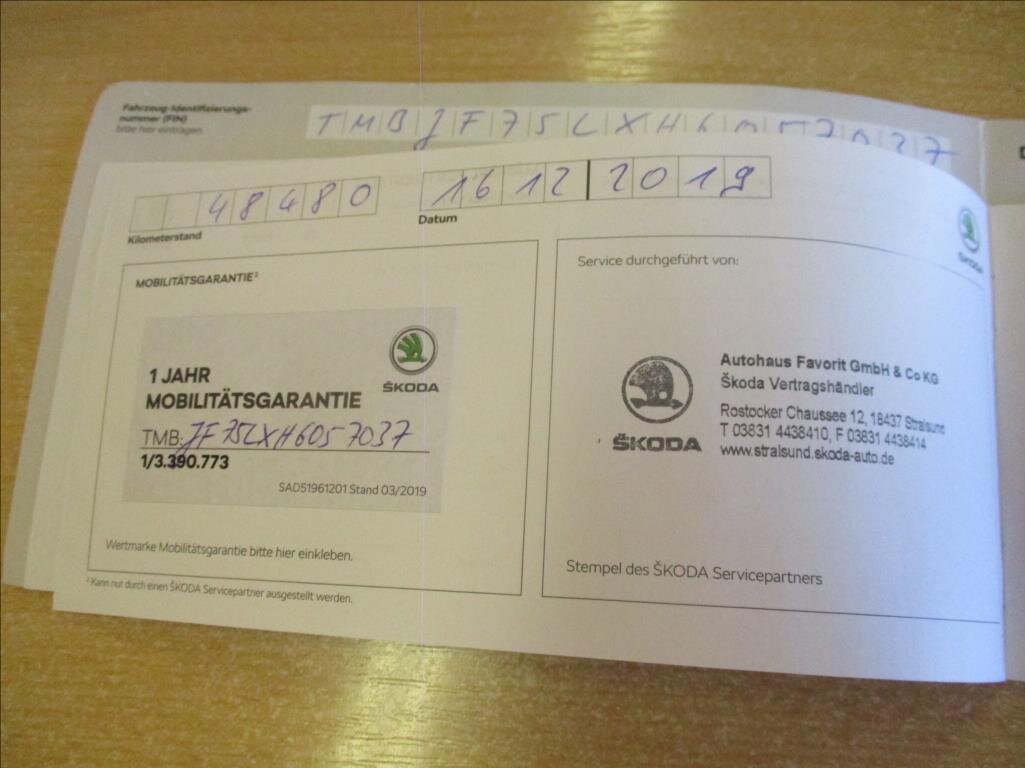 Fahrzeug-Identifizierungs-
nummer (FIN)
bitte hier eintragen
48480
Kilometerstand
16 12 2019
Datum
ŠKODA
MOBILITÄTSGARANTIE²
ŠKODA
1 JAHR
MOBILITÄTSGARANTIE
TMB: JF75LXH6057037
1/3.390.773
SAD51961201 Stand 03/2019
Wertmarke Mobilitätsgarantie bitte hier einkleben.
² Kann nur durch einen ŠKODA Servicepartner ausgestellt werden.
Service durchgeführt von:
ŠKODA
Autohaus Favorit GmbH & Co KG
Škoda Vertragshändler
Rostocker Chaussee 12, 18437 Stralsund
T 03831 4438410, F 03831 4438414
www.stralsund.skoda-auto.de
Stempel des ŠKODA Servicepartners